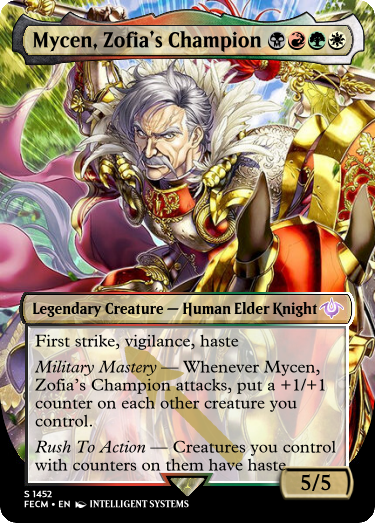 Mycen, Zofia's Champion
Legendary Creature — Human Elder Knight
First strike, vigilance, haste
Military Mastery — Whenever Mycen,
Zofia's Champion attacks, put a +1/+1
counter on each other creature you
control.
Rush To Action — Creatures you control
with counters on them have haste.
5/5
S 1452
FECM • EN INTELLIGENT SYSTEMS